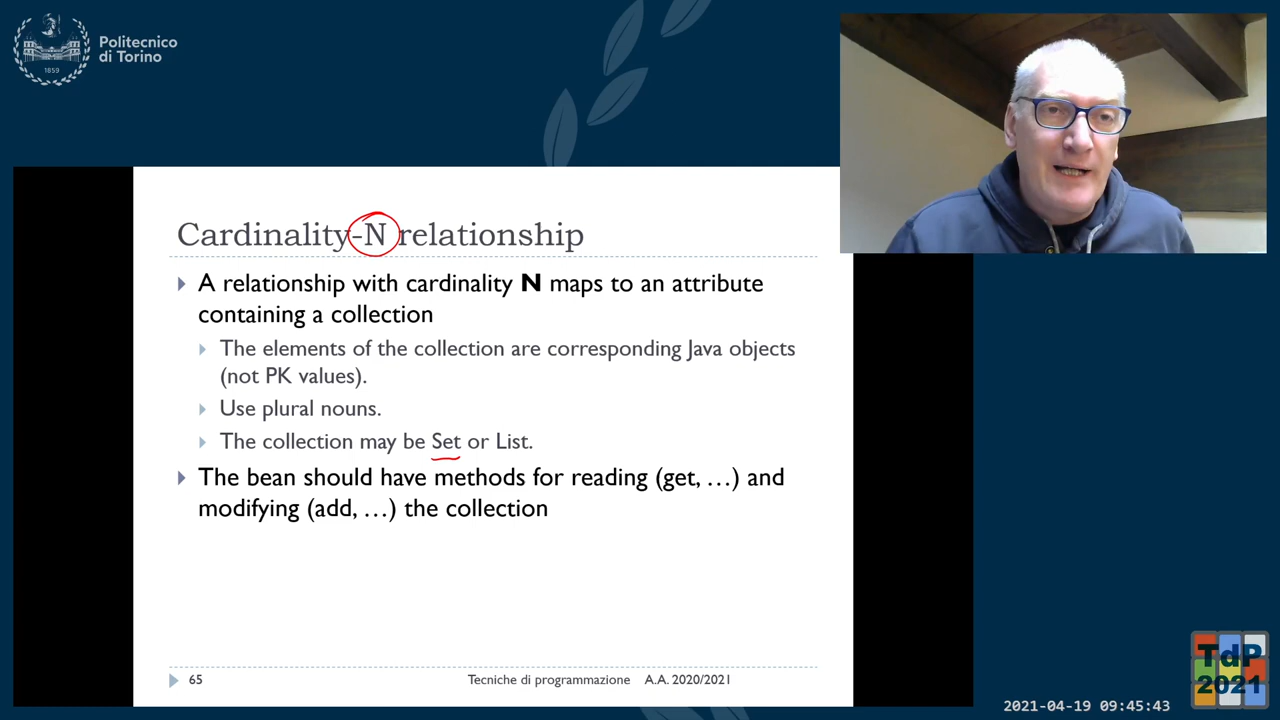 Politecnico
di Torino
1859
Cardinality-N relationship
A relationship with cardinality N maps to an attribute
containing a collection
The elements of the collection are corresponding Java objects
(not PK values).
Use plural nouns.
The collection may be Set or List.
The bean should have methods for reading (get, …) and
modifying (add, …) the collection
65
Tecniche di programmazione A.A. 2020/2021
TdP
2021
2021-04-19 09:45:43